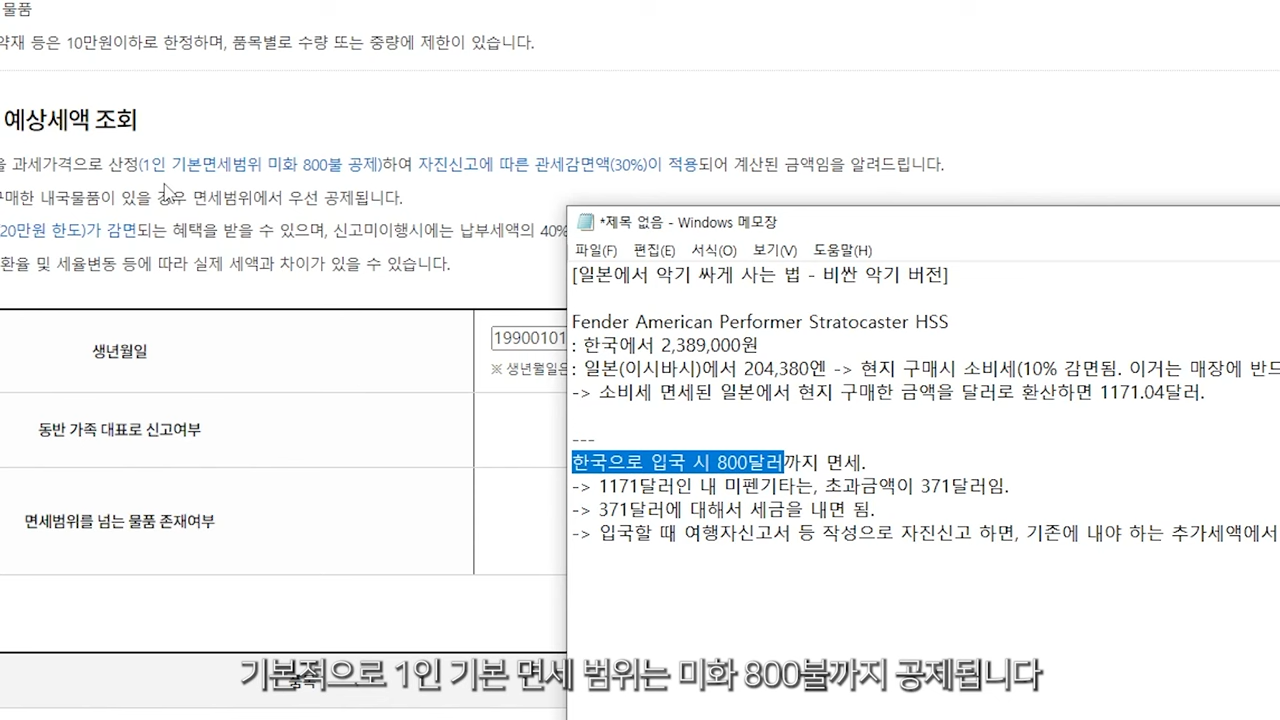 물품
약재 등은 10만원이하로 한정하며, 품목별로 수량 또는 중량에 제한이 있습니다.
예상세액 조회
을 과세가격으로 산정(1인 기본면세범위 미화 800불 공제)하여 자진신고에 따른 관세감면액(30%)이 적용되어 계산된 금액임을 알려드립니다.
구매한 내국물품이 있을 경우 면세범위에서 우선 공제됩니다.
20만원 한도)가 감면되는 혜택을 받을 수 있으며, 신고미이행시에는 납부세액의 40%
환율 및 세율변동 등에 따라 실제 세액과 차이가 있을 수 있습니다.
생년월일
19900101
※ 생년월일은
동반 가족 대표로 신고여부
면세범위를 넘는 물품 존재여부
*제목 없음 - Windows 메모장
파일(F) 편집(E) 서식(O) 보기(V) 도움말(H)
[일본에서 악기 싸게 사는 법 - 비싼 악기 버전]
Fender American Performer Stratocaster HSS
: 한국에서 2,389,000원
: 일본(이시바시)에서 204,380엔 -> 현지 구매시 소비세(10% 감면됨. 이거는 매장에 반드
-> 소비세 면세된 일본에서 현지 구매한 금액을 달러로 환산하면 1171.04달러.
---
한국으로 입국 시 800달러까지 면세.
-> 1171달러인 내 미펜기타는, 초과금액이 371달러임.
-> 371달러에 대해서 세금을 내면 됨.
-> 입국할 때 여행자신고서 등 작성으로 자진신고 하면, 기존에 내야 하는 추가세액에서
기본적으로 1인 기본 면세 범위는 미화 800불까지 공제됩니다